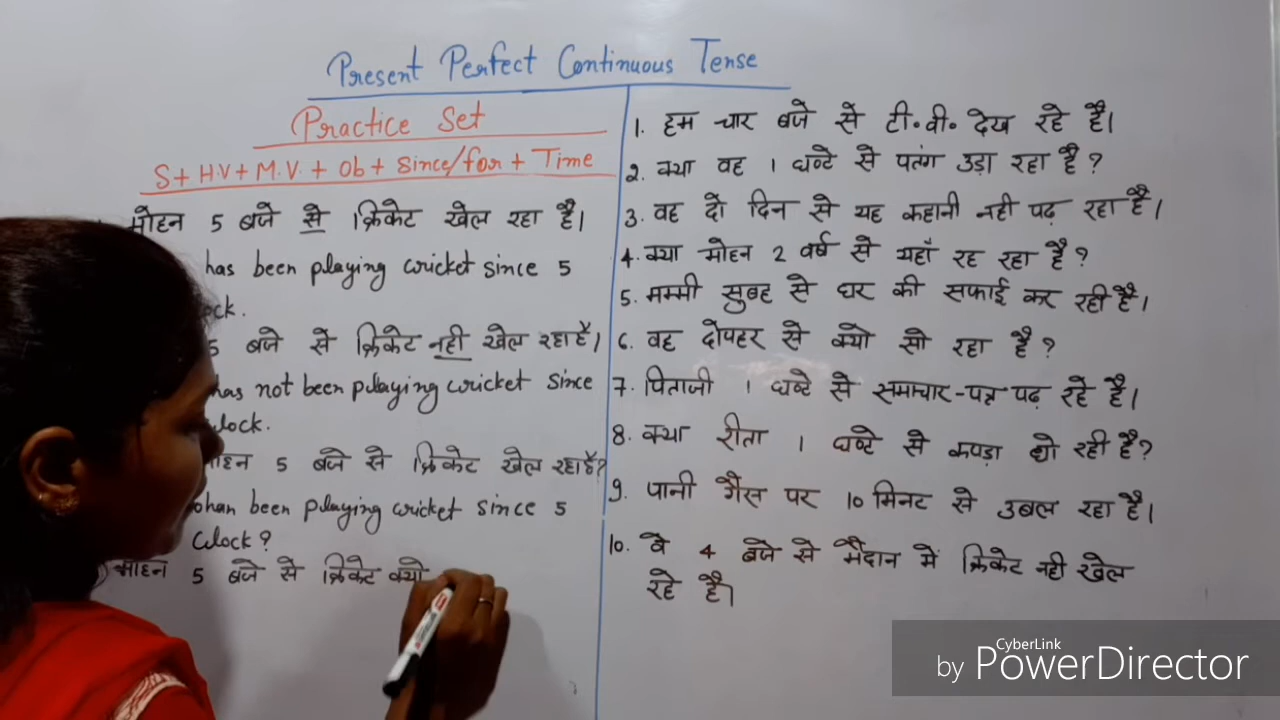 Present Perfect Continuous Tense
Practice Set
S+ H.V + M.V. + Ob + Since/for + Time
मोहन 5 बजे से क्रिकेट खेल रहा है।
has been playing cricket since 5
ock.
5 बजे से क्रिकेट नही खेल रहा है।
has not been playing cricket since
clock.
मोहन 5 बजे से क्रिकेट खेल रहा है?
ohan been playing cricket since 5
clock?
मोहन 5 बजे से क्रिकेट क्यो
1. हम चार बजे से टी.वी. देख रहे है।
2. क्या वह 1 घण्टे से पतंग उड़ा रहा है?
3. वह दो दिन से यह कहानी नही पढ़ रहा है।
4. क्या मोहन 2 वर्ष से यहाँ रह रहा है?
5. मम्मी सुबह से घर की सफाई कर रही है।
6. वह दोपहर से क्यो सो रहा है?
7. पिताजी 1 घण्टे से समाचार-पत्र पढ़ रहे है।
8. क्या रीता 1 घण्टे से कपड़ा धो रही है?
9. पानी गैस पर 10 मिनट से उबल रहा है।
10. वे 4 बजे से मैदान में क्रिकेट नही खेल
रहे है।
by CyberLink PowerDirector